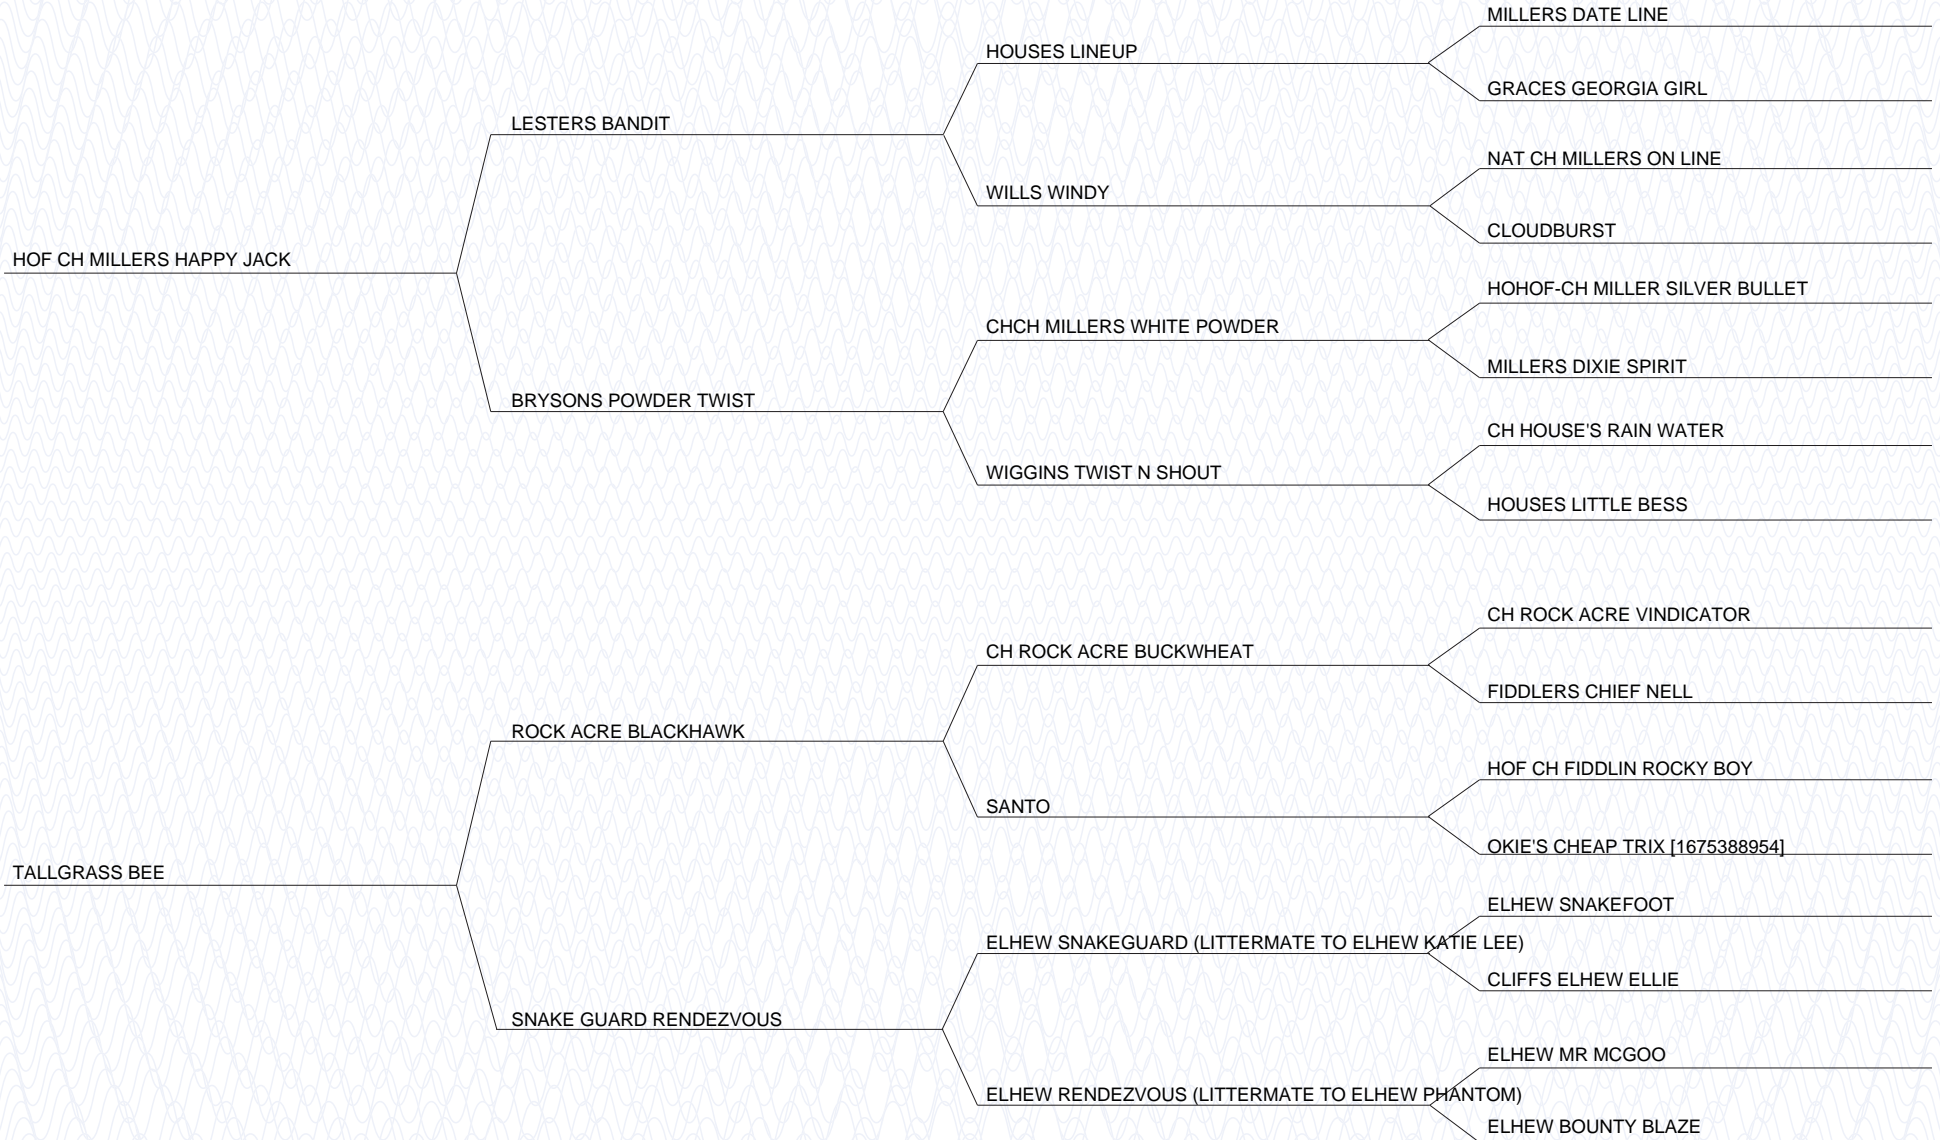 MILLERS DATE LINE
HOUSES LINEUP
GRACES GEORGIA GIRL
LESTERS BANDIT
NAT CH MILLERS ON LINE
WILLS WINDY
CLOUDBURST
HOF CH MILLERS HAPPY JACK
HOHOF-CH MILLER SILVER BULLET
CHCH MILLERS WHITE POWDER
MILLERS DIXIE SPIRIT
BRYSONS POWDER TWIST
CH HOUSE'S RAIN WATER
WIGGINS TWIST N SHOUT
HOUSES LITTLE BESS
CH ROCK ACRE VINDICATOR
CH ROCK ACRE BUCKWHEAT
FIDDLERS CHIEF NELL
ROCK ACRE BLACKHAWK
HOF CH FIDDLIN ROCKY BOY
SANTO
OKIE'S CHEAP TRIX [1675388954]
TALLGRASS BEE
ELHEW SNAKEFOOT
ELHEW SNAKEGUARD (LITTERMATE TO ELHEW KATIE LEE)
CLIFFS ELHEW ELLIE
SNAKE GUARD RENDEZVOUS
ELHEW MR MCGOO
ELHEW RENDEZVOUS (LITTERMATE TO ELHEW PHANTOM)
ELHEW BOUNTY BLAZE